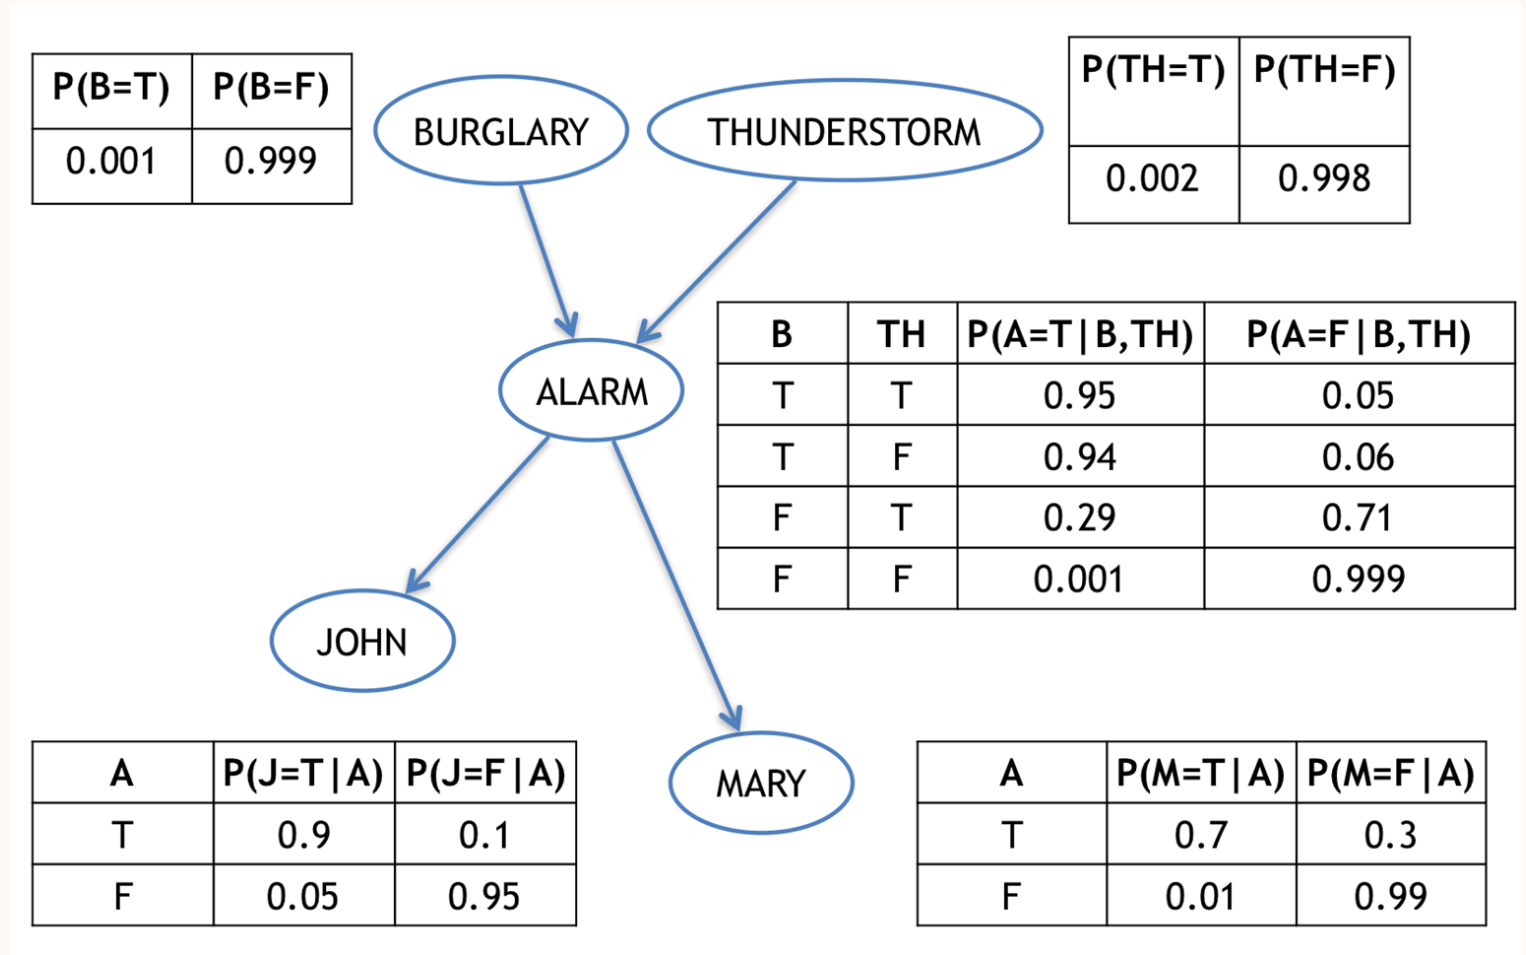 P(B=T) P(B=F)
0.001 0.999
BURGLARY
THUNDERSTORM
P(TH=T) P(TH=F)
0.002 0.998
ALARM
B TH P(A=T|B,TH) P(A=F|B,TH)
T T 0.95 0.05
T F 0.94 0.06
F T 0.29 0.71
F F 0.001 0.999
JOHN
MARY
A P(J=T|A) P(J=F|A)
T 0.9 0.1
F 0.05 0.95
A P(M=T|A) P(M=F|A)
T 0.7 0.3
F 0.01 0.99